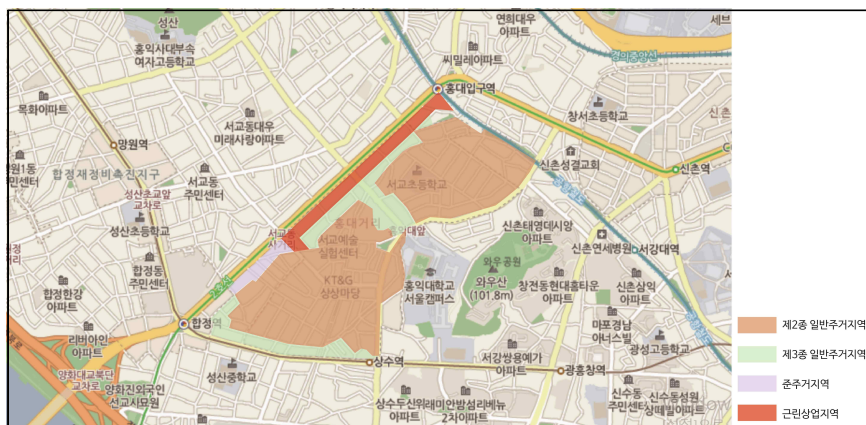 성산
홍익사대부속
여자고등학교
연희대우
아파트
씨밀레아파트
경의중앙선
홍대입구역
목화아파트
서교동대우
미래사랑아파트
창서초등학교
망원역
신촌성결교회
신촌역
주민센터
합정재정비촉진지구
서교동
주민센터
서교초등학교
성산초교앞
교차로
성산초등학교
홍대거리
홍익대앞
신촌태영데시앙
아파트
서교예술
실험센터
와우공원
신촌연세병원
서강대역
합정동
주민센터
KT&G
상상마당
홍익대학교
서울캠퍼스
와우산
(101.8m)
창전동현대홈타운
아파트
신촌삼익
아파트
합정한강
아파트
2호선
합정역
리버아인
아파트
마포경남
아너스빌
제2종 일반주거지역
양화대교북단
교차로
성산중학교
상수역
서강쌍용예가
아파트
광흥창역
광성고등학교
제3종 일반주거지역
양화진외국인
선교사묘원
상수두산위
아파트
래미안밤섬리베뉴
2차아파트
신수동
주민센터
신수동성원
상떼빌아파트
준주거지역
근린상업지역